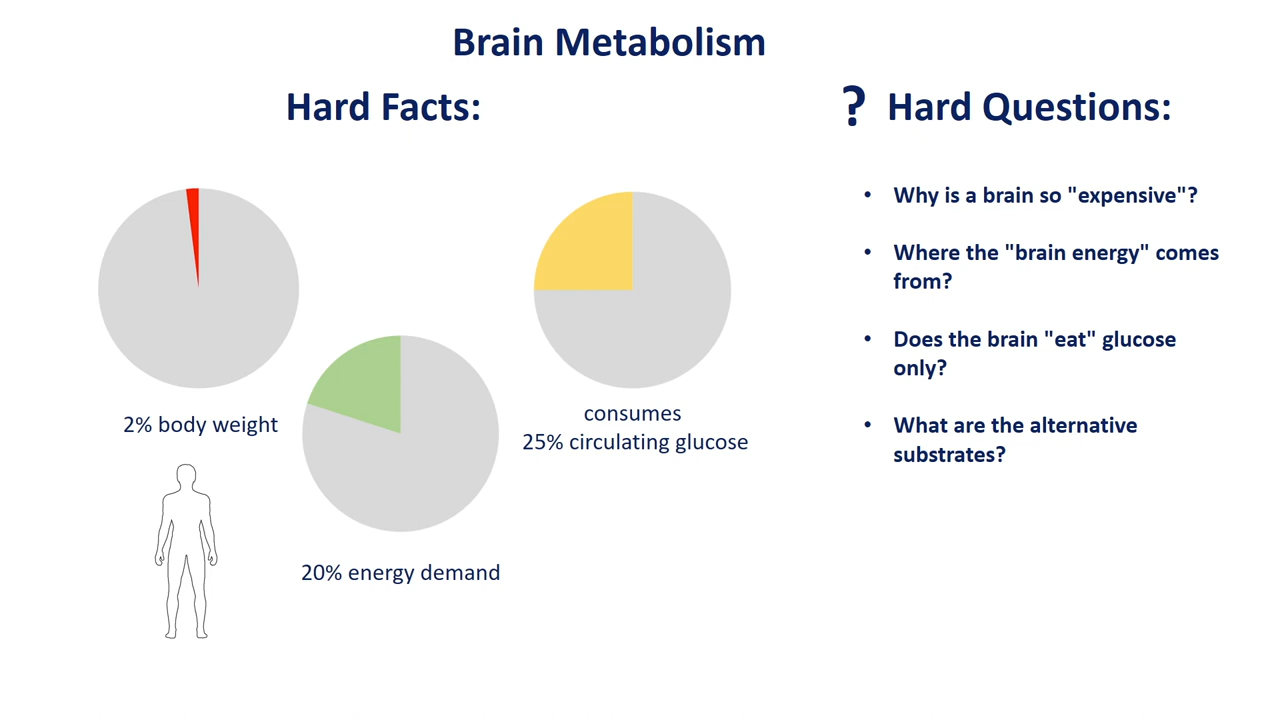 Brain Metabolism
Hard Facts:
2% body weight
20% energy demand
consumes
25% circulating glucose
? Hard Questions:
• Why is a brain so "expensive"?
• Where the "brain energy" comes
from?
• Does the brain "eat" glucose
only?
• What are the alternative
substrates?